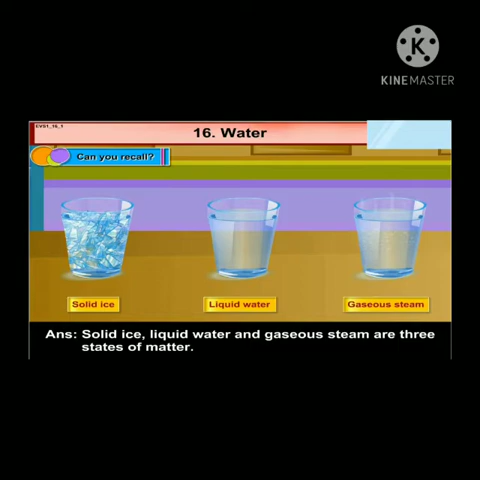 K
KINEMASTER
EVS1_16_1
16. Water
Can you recall?
Solid ice
Liquid water
Gaseous steam
Ans: Solid ice, liquid water and gaseous steam are three
states of matter.